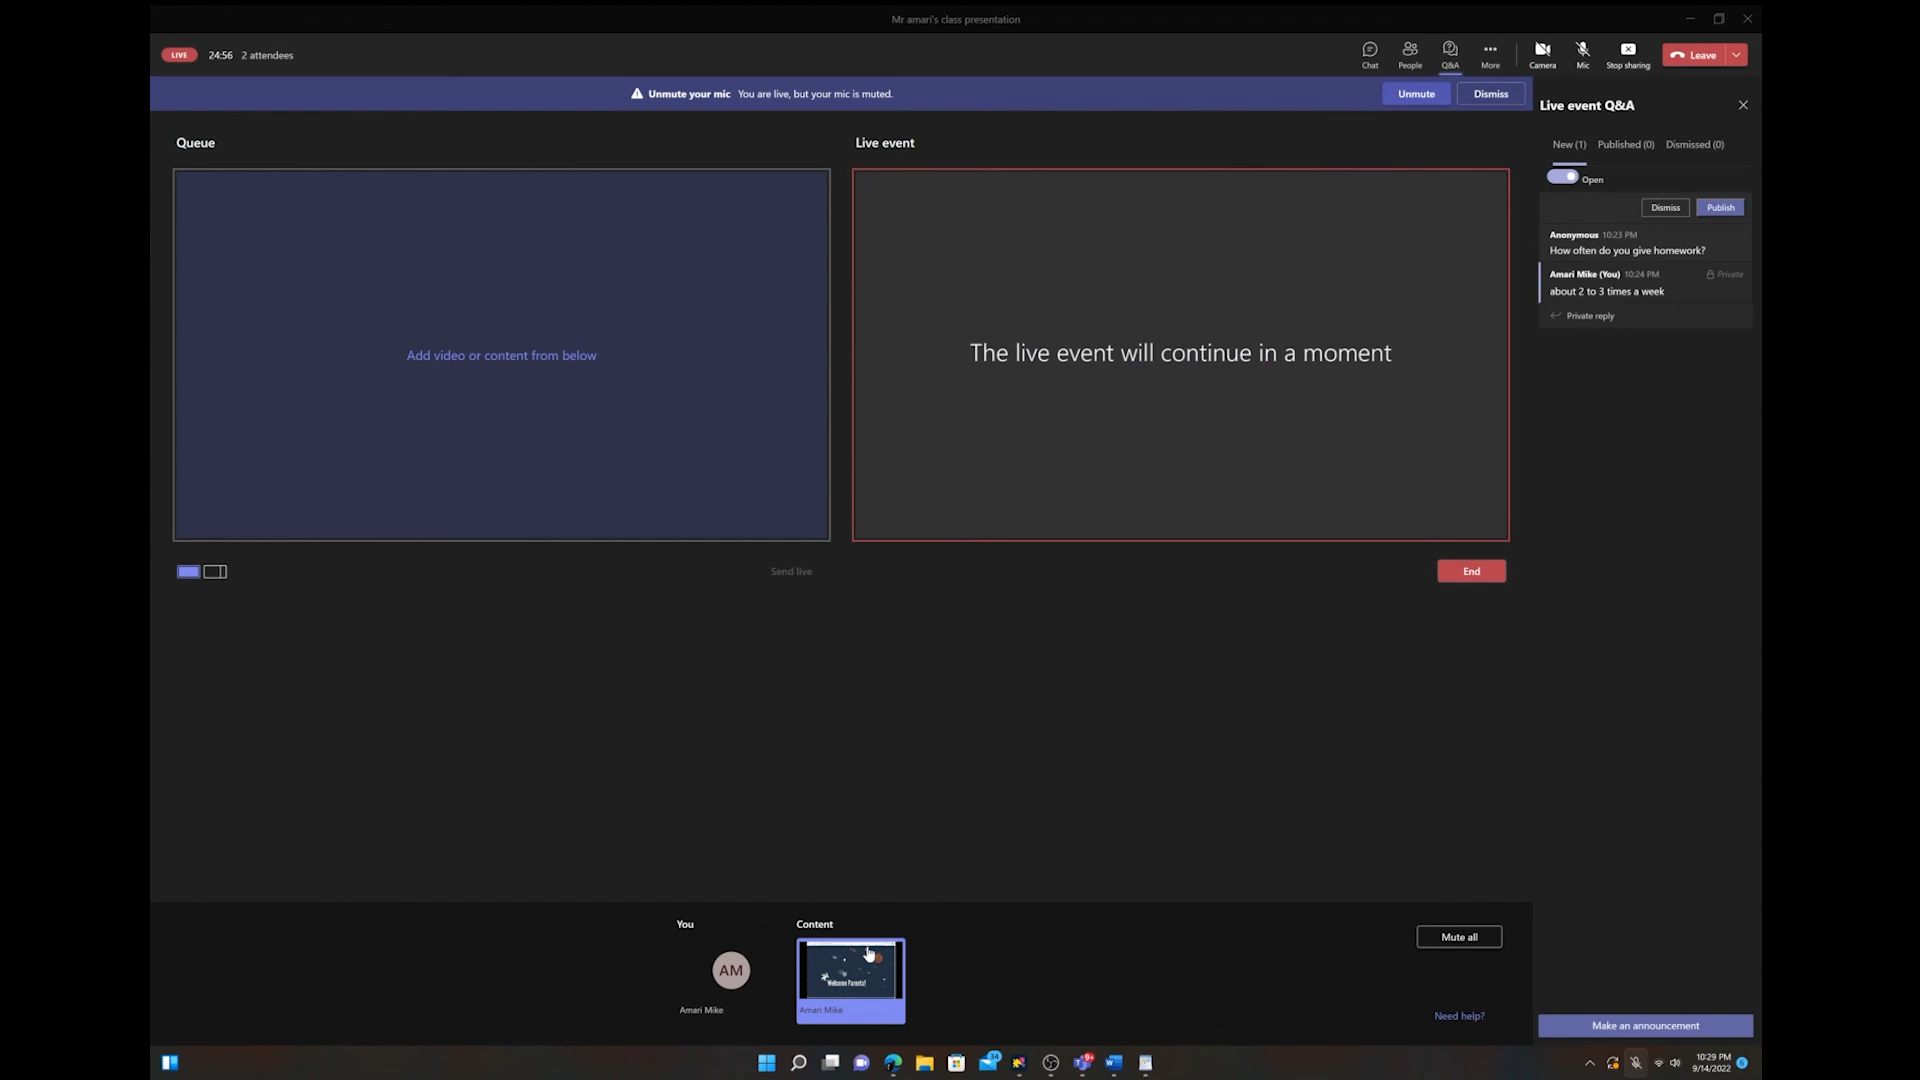 Mr amari's class presentation
LIVE 24:56 2 attendees
Chat People Q&A More Camera Mic Stop sharing Leave
Unmute your mic You are live, but your mic is muted. Unmute Dismiss
Live event Q&A
Queue
Live event
New (1) Published (0) Dismissed (0)
Open
Dismiss Publish
Anonymous 10:23 PM
How often do you give homework?
Amari Mike (You) 10:24 PM Private
about 2 to 3 times a week
Private reply
Add video or content from below
The live event will continue in a moment
Send live
End
You
Content
Mute all
AM
Welcome Parents!
Amari Mike
Amari Mike
Need help?
Make an announcement
34
9+
10:29 PM
9/14/2022
6